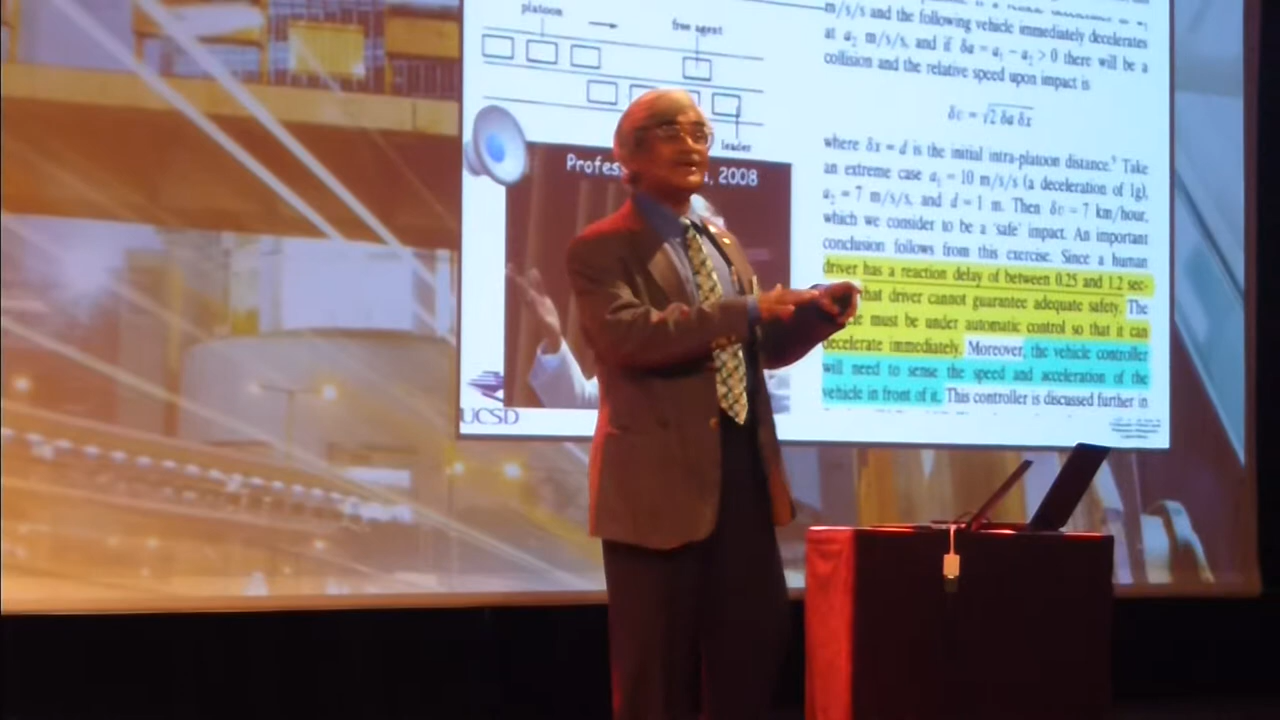 platoon
free agent
leader
Profes
, 2008
UCSD
m/s/s and the following vehicle immediately decelerates
at a₂ m/s/s, and if δa = a₁ − a₂ > 0 there will be a
collision and the relative speed upon impact is
δv = √2 δa δx
where δx = d is the initial intra-platoon distance.⁹ Take
an extreme case a₁ = 10 m/s/s (a deceleration of 1g),
a₂ = 7 m/s/s, and d = 1 m. Then δv = 7 km/hour,
which we consider to be a 'safe' impact. An important
conclusion follows from this exercise. Since a human
driver has a reaction delay of between 0.25 and 1.2 sec-
that driver cannot guarantee adequate safety. The
must be under automatic control so that it can
decelerate immediately. Moreover, the vehicle controller
will need to sense the speed and acceleration of the
vehicle in front of it. This controller is discussed further in